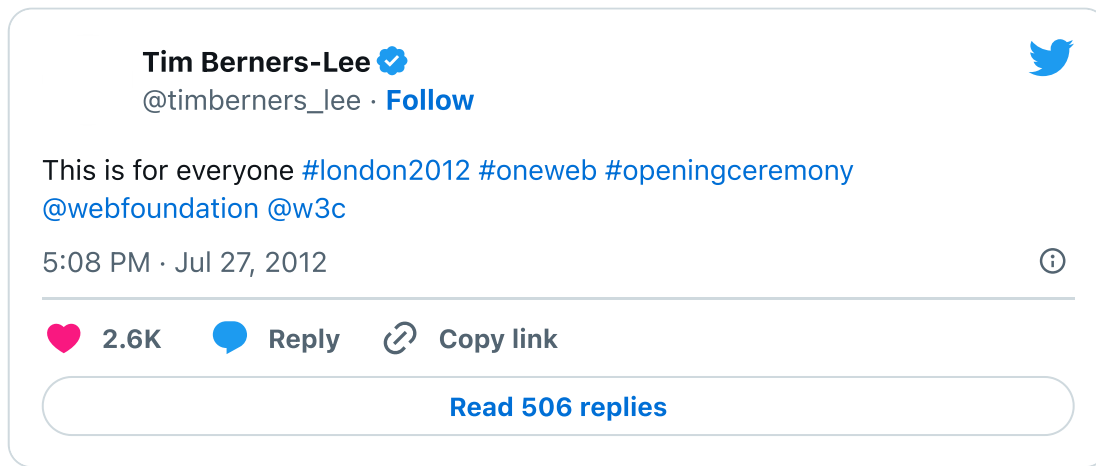 Tim Berners-Lee
@timberners_lee · Follow
This is for everyone #london2012 #oneweb #openingceremony
@webfoundation @w3c
5:08 PM · Jul 27, 2012
2.6K Reply Copy link
Read 506 replies